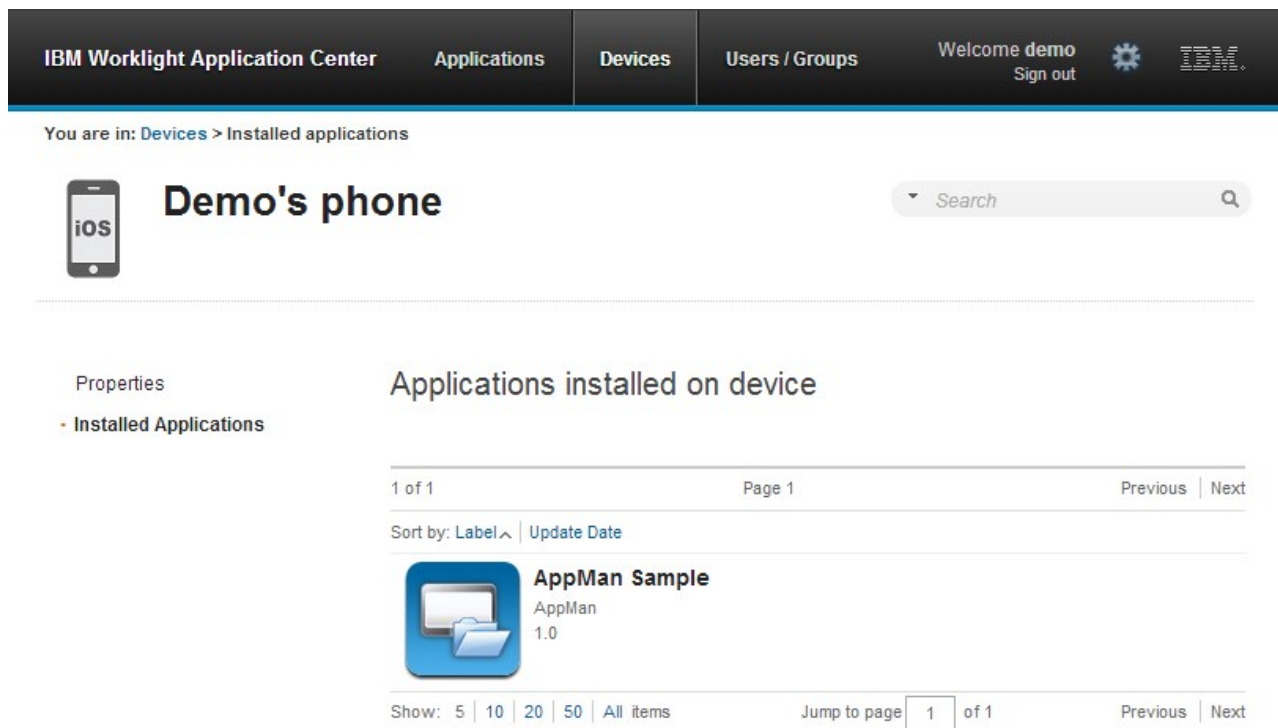 IBM Worklight Application Center Applications Devices Users / Groups Welcome demo
Sign out
IBM.
You are in: Devices > Installed applications
iOS
Demo's phone
Search
Properties
• Installed Applications
Applications installed on device
1 of 1 Page 1 Previous | Next
Sort by: Label | Update Date
AppMan Sample
AppMan
1.0
Show: 5 | 10 | 20 | 50 | All items Jump to page 1 of 1 Previous | Next